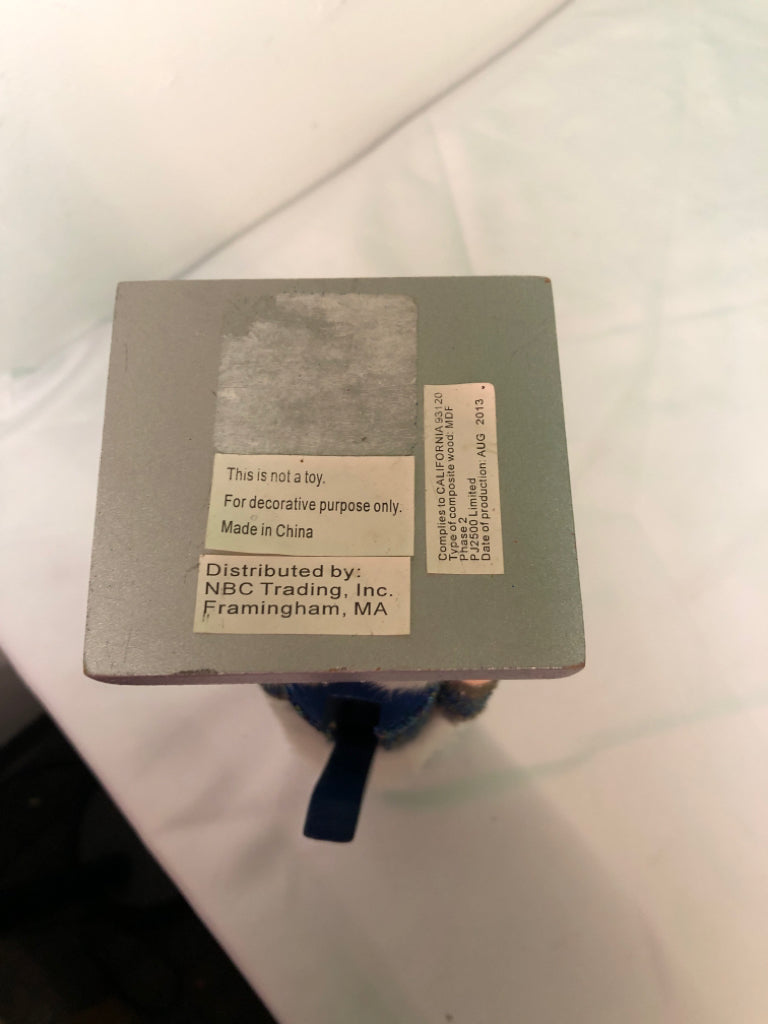 This is not a toy.
For decorative purpose only.
Made in China
Distributed by:
NBC Trading, Inc.
Framingham, MA
Complies to CALIFORNIA 93120
Type of composite wood: MDF
Phase 2
PJ2500 Limited
Date of production: AUG 2013